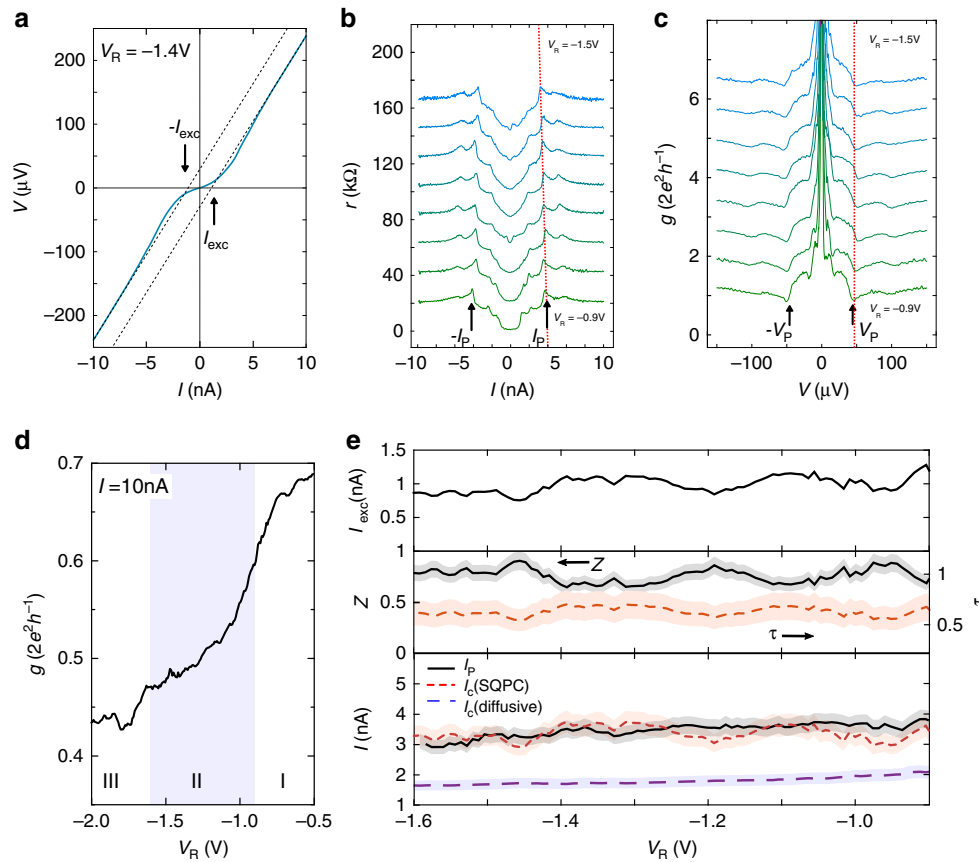 a
V_R = −1.4V
-I_exc
I_exc
V (μV)
200
100
0
−100
−200
−10
−5
0
5
10
I (nA)
b
V_R = −1.5V
V_R = −0.9V
-I_P
I_P
r (kΩ)
200
160
120
80
40
0
−10
−5
0
5
10
I (nA)
c
V_R = −1.5V
V_R = −0.9V
-V_P
V_P
g (2e²h⁻¹)
6
4
2
0
−100
0
100
V (μV)
d
I =10nA
III
II
I
g (2e²h⁻¹)
0.7
0.6
0.5
0.4
−2.0
−1.5
−1.0
−0.5
V_R (V)
e
I_exc(nA)
1.5
1
0.5
1
Z
τ
Z
0.5
0
1
0.5
τ
I_P
I_c(SQPC)
I_c(diffusive)
I (nA)
5
4
3
2
1
−1.6
−1.4
−1.2
−1.0
V_R (V)